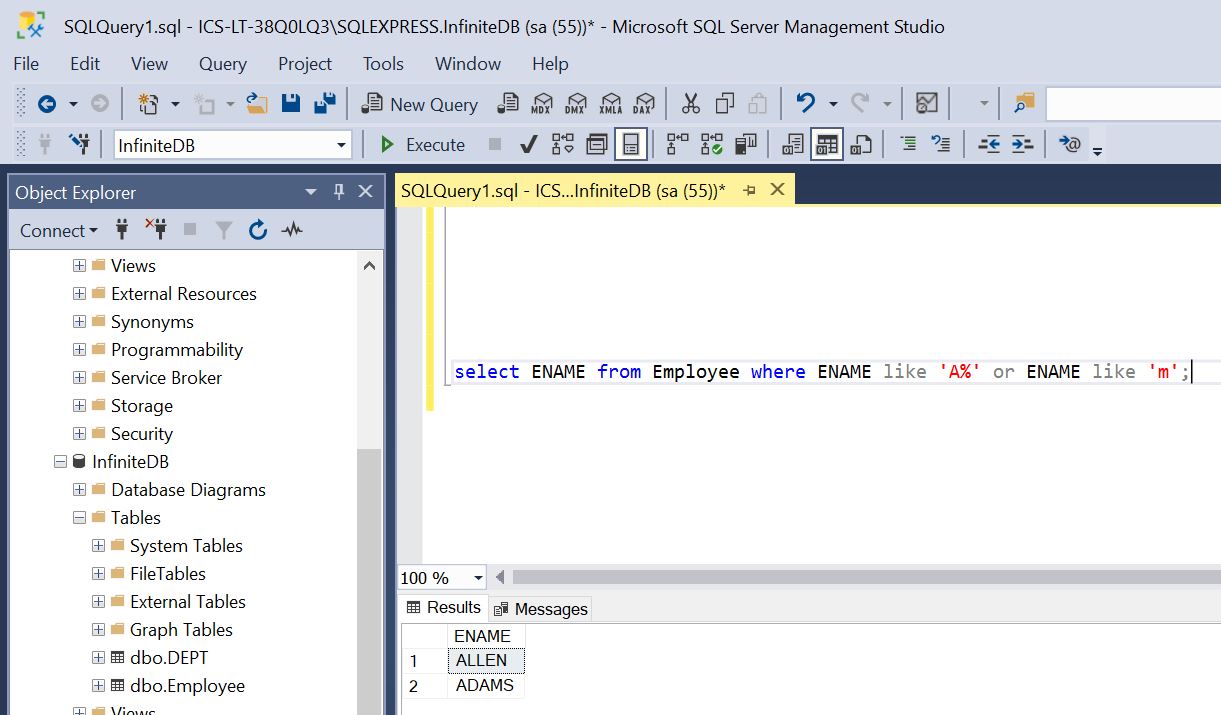 SQLQuery1.sql - ICS-LT-38Q0LQ3\SQLEXPRESS.InfiniteDB (sa (55))* - Microsoft SQL Server Management Studio
File Edit View Query Project Tools Window Help
New Query MDX DMX XMLA DAX
InfiniteDB Execute
Object Explorer
SQLQuery1.sql - ICS...InfiniteDB (sa (55))*
Connect
Views
External Resources
Synonyms
Programmability
Service Broker
Storage
Security
InfiniteDB
Database Diagrams
Tables
System Tables
FileTables
External Tables
Graph Tables
dbo.DEPT
dbo.Employee
Views
select ENAME from Employee where ENAME like 'A%' or ENAME like 'm';
100 %
Results Messages
ENAME
1 ALLEN
2 ADAMS